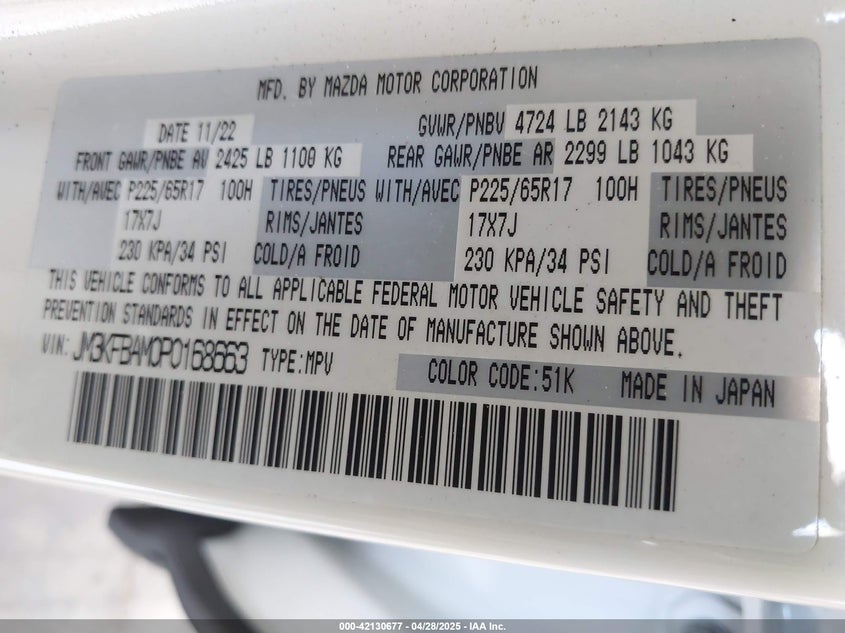 MFD. BY MAZDA MOTOR CORPORATION
DATE 11/22 GVWR/PNBV 4724 LB 2143 KG
FRONT GAWR/PNBE AV 2425 LB 1100 KG REAR GAWR/PNBE AR 2299 LB 1043 KG
WITH/AVEC P225/65R17 100H TIRES/PNEUS WITH/AVEC P225/65R17 100H TIRES/PNEUS
17X7J RIMS/JANTES 17X7J RIMS/JANTES
230 KPA/34 PSI COLD/A FROID 230 KPA/34 PSI COLD/A FROID
THIS VEHICLE CONFORMS TO ALL APPLICABLE FEDERAL MOTOR VEHICLE SAFETY AND THEFT
PREVENTION STANDARDS IN EFFECT ON THE DATE OF MANUFACTURE SHOWN ABOVE.
VIN: JM3KFBAM0P0168663 TYPE:MPV COLOR CODE:51K MADE IN JAPAN
000-42130677 | 04/28/2025 - IAA Inc.